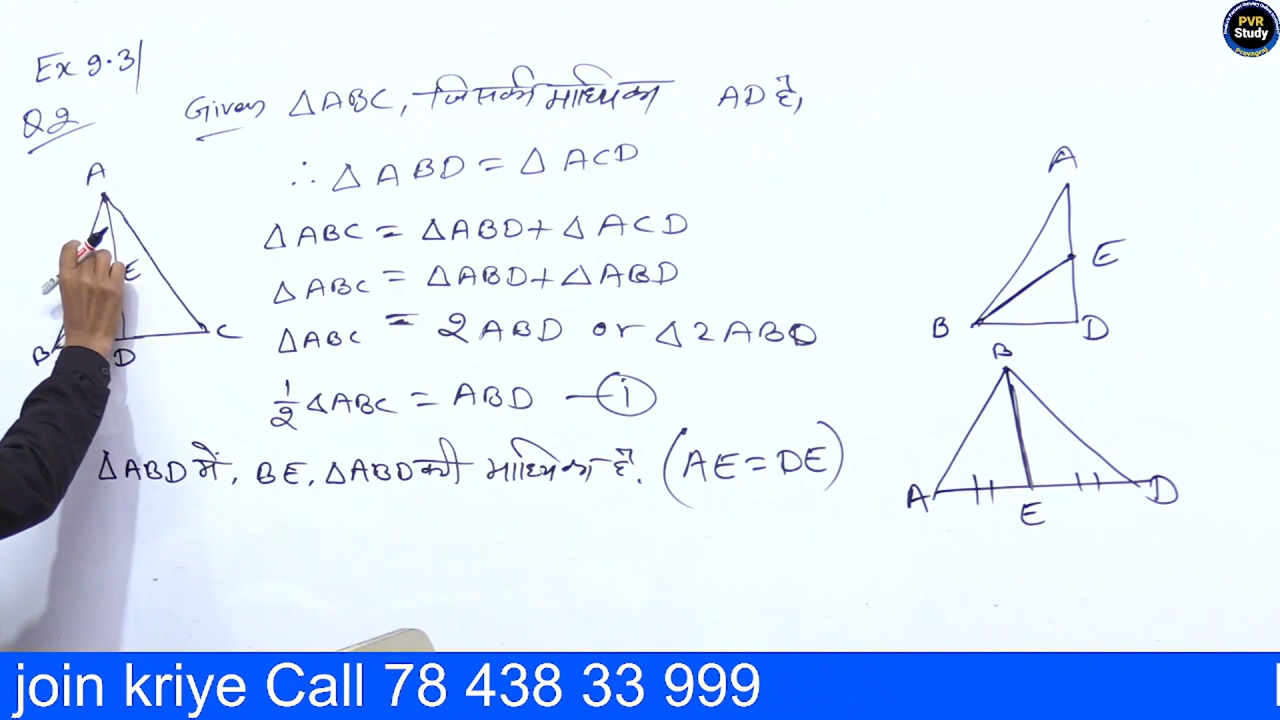 PVR
Study
Ex 9.3
Q2
Given △ABC, जिसकी माध्यिका AD है,
∴ △ABD = △ACD
△ABC = △ABD + △ACD
△ABC = △ABD + △ABD
△ABC = 2ABD or △2ABD
1/2 △ABC = ABD — (i)
△ABD में, BE, △ABD की माध्यिका है. (AE = DE)
A
E
B
D
C
A
E
B
D
B
A
E
D
join kriye Call 78 438 33 999